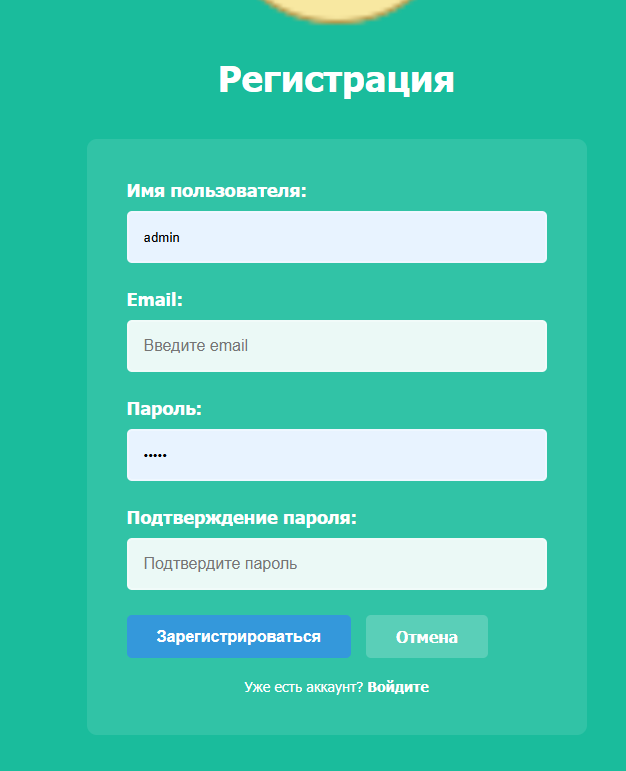 Регистрация
Имя пользователя:
admin
Email:
Введите email
Пароль:
•••••
Подтверждение пароля:
Подтвердите пароль
Зарегистрироваться Отмена
Уже есть аккаунт? Войдите